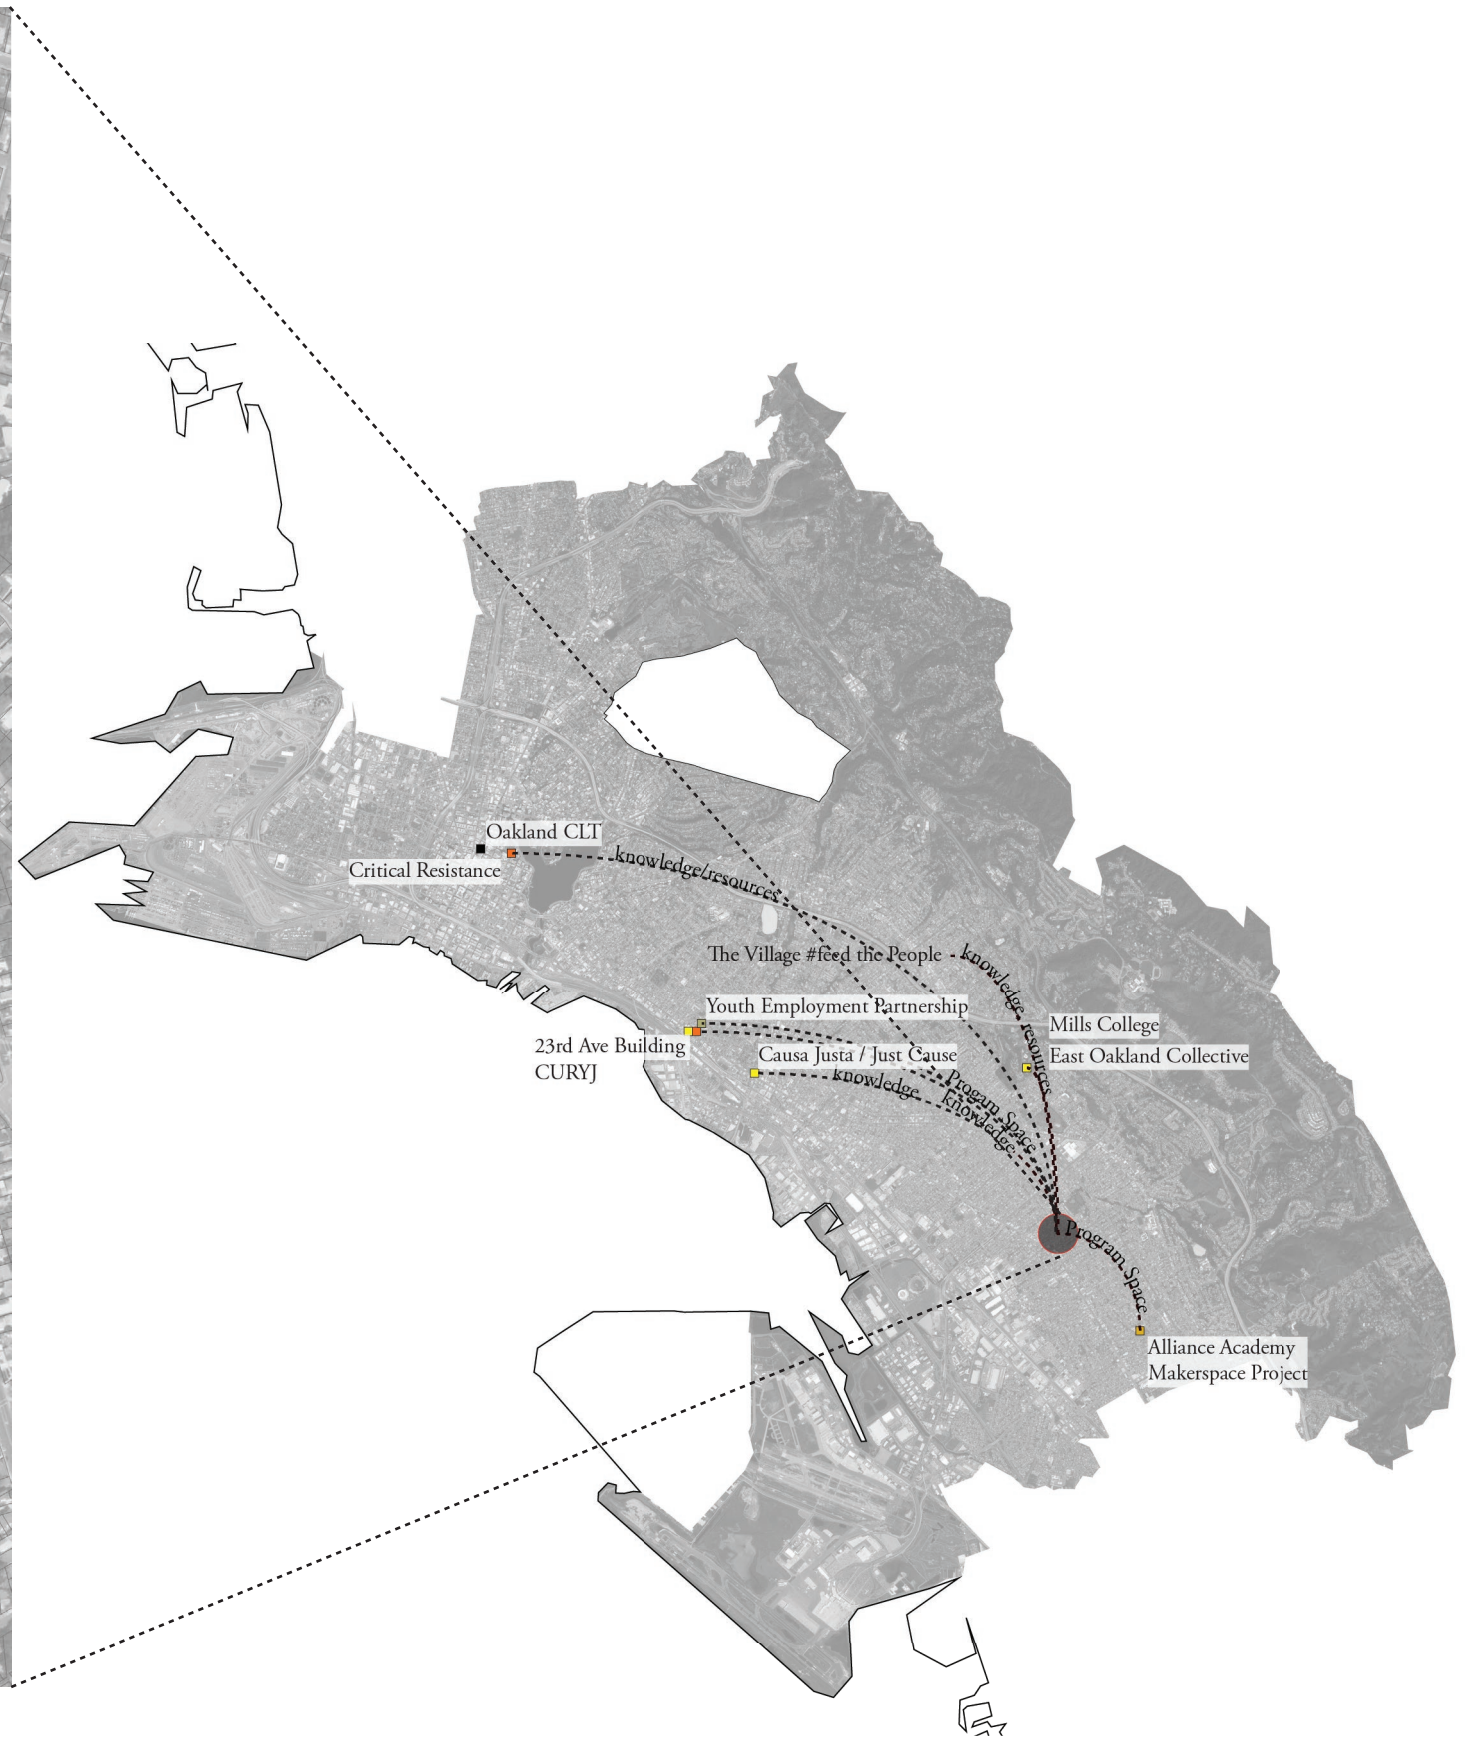 Oakland CLT
Critical Resistance
knowledge/resources
The Village #feed the People
knowledge, resources
Youth Employment Partnership
Mills College
23rd Ave Building
CURYJ
Causa Justa / Just Cause
East Oakland Collective
knowledge
Progam Space
knowledge
Program Space
Alliance Academy
Makerspace Project